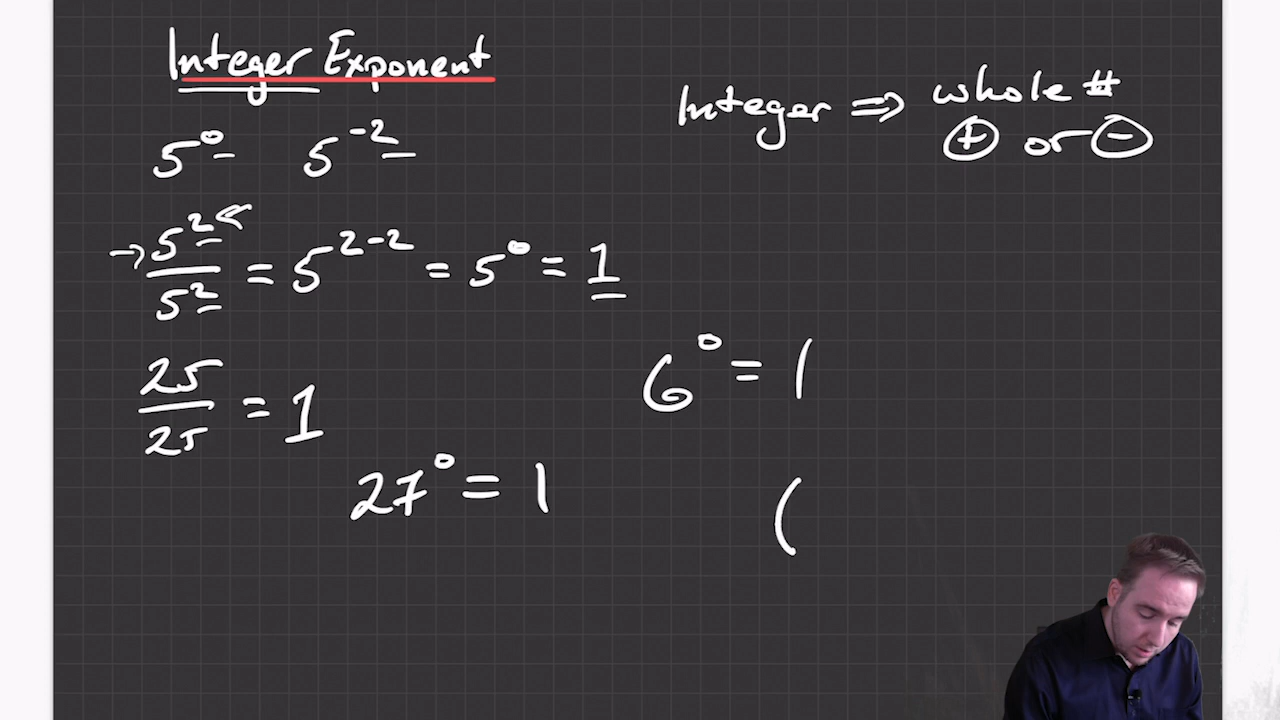 Integer Exponent
Integer ⇒ whole #
⊕ or ⊖
5⁰ 5⁻²
→ 5² ← / 5² = 5²⁻² = 5⁰ = 1
25 / 25 = 1
6⁰ = 1
27⁰ = 1
(